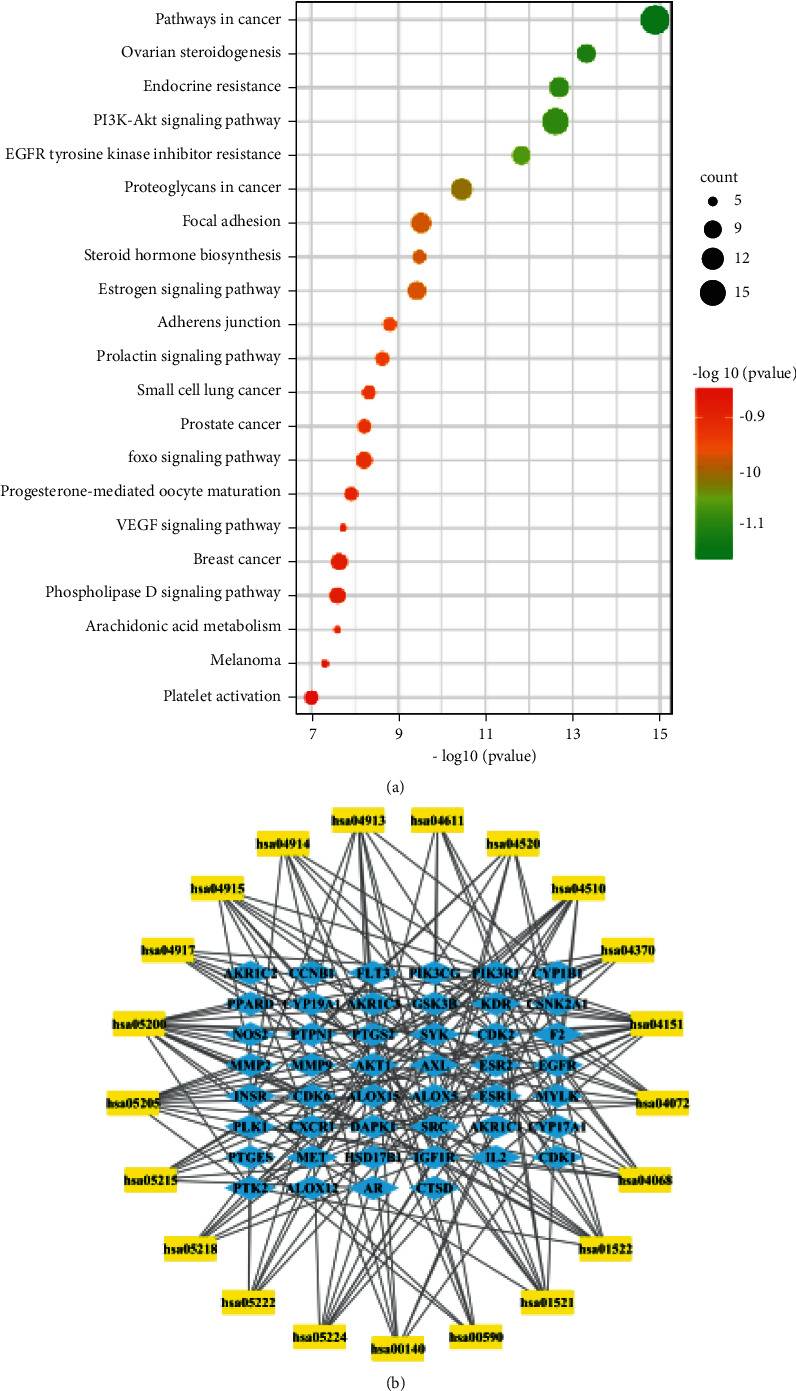 Pathways in cancer
Ovarian steroidogenesis
Endocrine resistance
PI3K-Akt signaling pathway
EGFR tyrosine kinase inhibitor resistance
Proteoglycans in cancer
Focal adhesion
Steroid hormone biosynthesis
Estrogen signaling pathway
Adherens junction
Prolactin signaling pathway
Small cell lung cancer
Prostate cancer
foxo signaling pathway
Progesterone-mediated oocyte maturation
VEGF signaling pathway
Breast cancer
Phospholipase D signaling pathway
Arachidonic acid metabolism
Melanoma
Platelet activation
7 9 11 13 15
- log10 (pvalue)
count
5
9
12
15
-log 10 (pvalue)
-0.9
-10
-1.1
(a)
hsa04913 hsa04611
hsa04914 hsa04520
hsa04915 hsa04510
hsa04917 hsa04370
AKR1C2 CCNB1 FLT3 PIK3CG PIK3R1 CYP1B1
PPARD CYP19A1 AKR1C3 GSK3B KDR CSNK2A1
hsa05200 hsa04151
NOS2 PTPN1 PTGS2 SYK CDK2 F2
MMP2 MMP9 AKT1 AXL ESR2 EGFR
INSR CDK6 ALOX15 ALOX5 ESR1 MYLK
hsa05205 hsa04072
PLK1 CXCR1 DAPK1 SRC AKR1C1 CYP17A1
PTGES MET HSD17B1 IGF1R IL2 CDK1
hsa05215 hsa04068
PTK2 ALOX12 AR CTSD
hsa05218 hsa01522
hsa05222 hsa01521
hsa05224 hsa00590
hsa00140
(b)